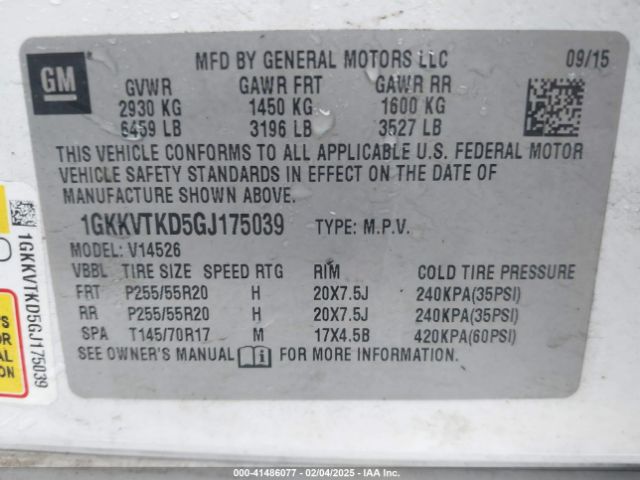 GM
MFD BY GENERAL MOTORS LLC 09/15
GVWR GAWR FRT GAWR RR
2930 KG 1450 KG 1600 KG
6459 LB 3196 LB 3527 LB
THIS VEHICLE CONFORMS TO ALL APPLICABLE U.S. FEDERAL MOTOR
VEHICLE SAFETY STANDARDS IN EFFECT ON THE DATE OF
MANUFACTURE SHOWN ABOVE.
1GKKVTKD5GJ175039 TYPE: M.P.V.
MODEL: V14526
VBBL TIRE SIZE SPEED RTG RIM COLD TIRE PRESSURE
FRT P255/55R20 H 20X7.5J 240KPA(35PSI)
RR P255/55R20 H 20X7.5J 240KPA(35PSI)
SPA T145/70R17 M 17X4.5B 420KPA(60PSI)
SEE OWNER'S MANUAL FOR MORE INFORMATION.
1GKKVTKD5GJ175039
# 41486077 - 02/04/2025 - IAA, Inc.